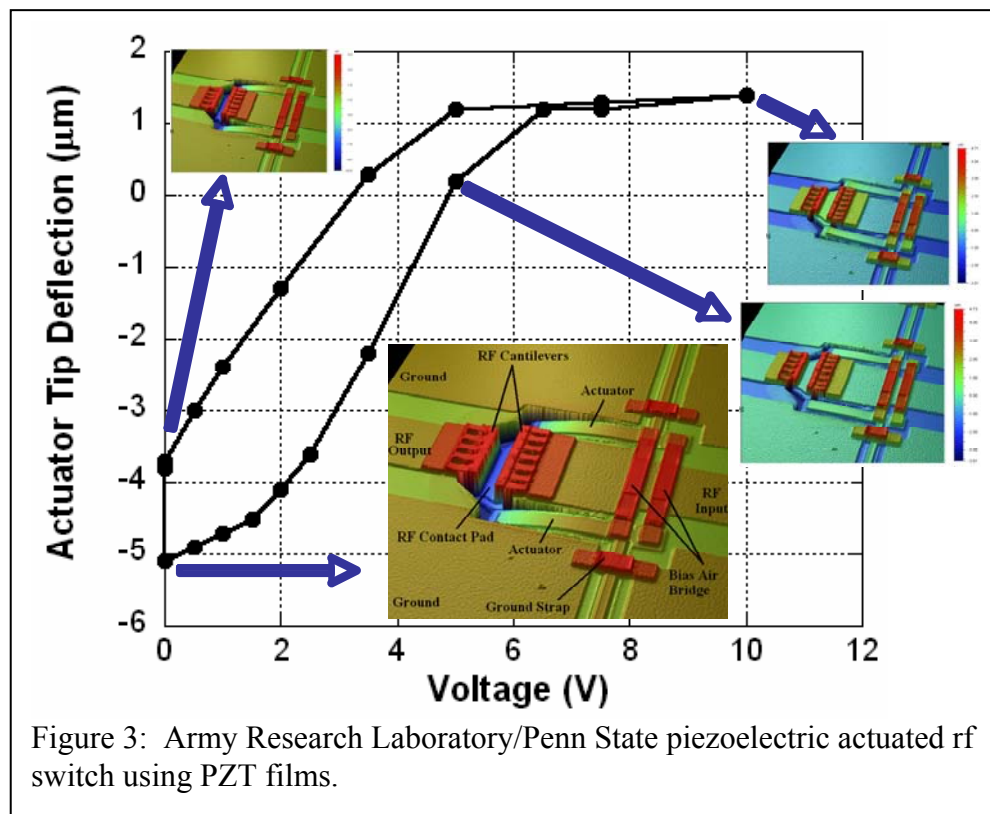 2
1
0
-1
-2
-3
-4
-5
-6
0
2
4
6
8
10
12
Actuator Tip Deflection (µm)
Voltage (V)
RF Cantilevers
Ground
Actuator
RF
Output
RF
Input
RF Contact Pad
Actuator
Bias Air
Bridge
Ground Strap
Ground
Figure 3: Army Research Laboratory/Penn State piezoelectric actuated rf
switch using PZT films.